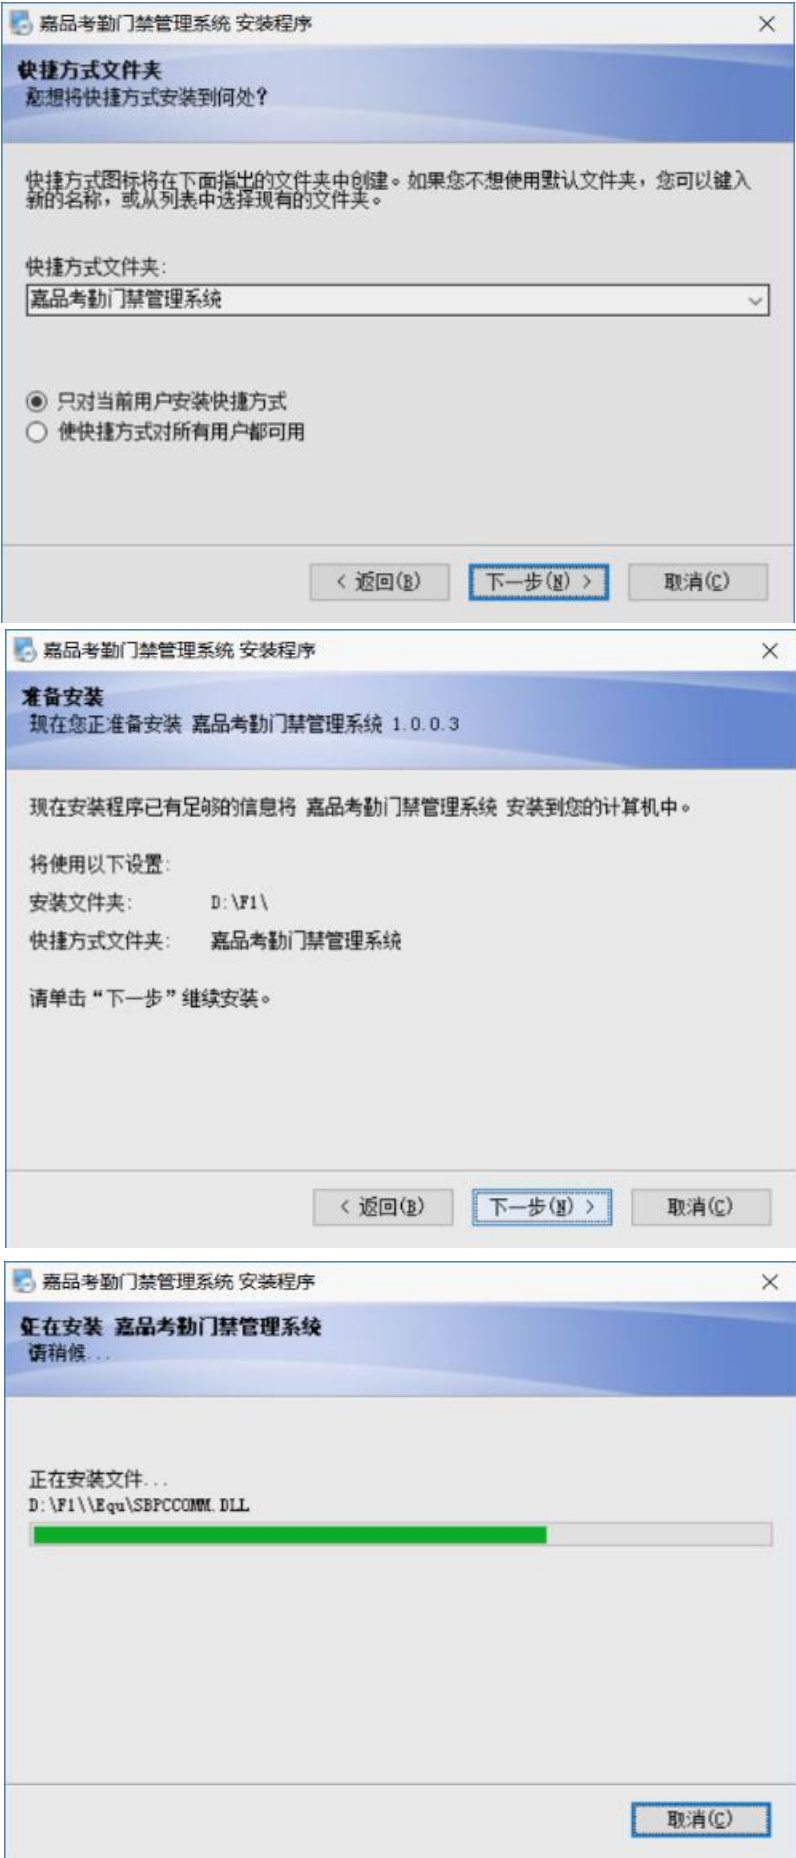 嘉品考勤门禁管理系统 安装程序
快捷方式文件夹
您想将快捷方式安装到何处?
快捷方式图标将在下面指出的文件夹中创建。如果您不想使用默认文件夹，您可以键入
新的名称，或从列表中选择现有的文件夹。
快捷方式文件夹:
嘉品考勤门禁管理系统
只对当前用户安装快捷方式
使快捷方式对所有用户都可用
< 返回(B)
下一步(N) >
取消(C)
嘉品考勤门禁管理系统 安装程序
准备安装
现在您正准备安装 嘉品考勤门禁管理系统 1.0.0.3
现在安装程序已有足够的信息将 嘉品考勤门禁管理系统 安装到您的计算机中。
将使用以下设置:
安装文件夹: D:\F1\
快捷方式文件夹: 嘉品考勤门禁管理系统
请单击“下一步”继续安装。
< 返回(B)
下一步(N) >
取消(C)
嘉品考勤门禁管理系统 安装程序
正在安装 嘉品考勤门禁管理系统
请稍候...
正在安装文件...
D:\F1\\Equ\SBPCCOMM.DLL
取消(C)